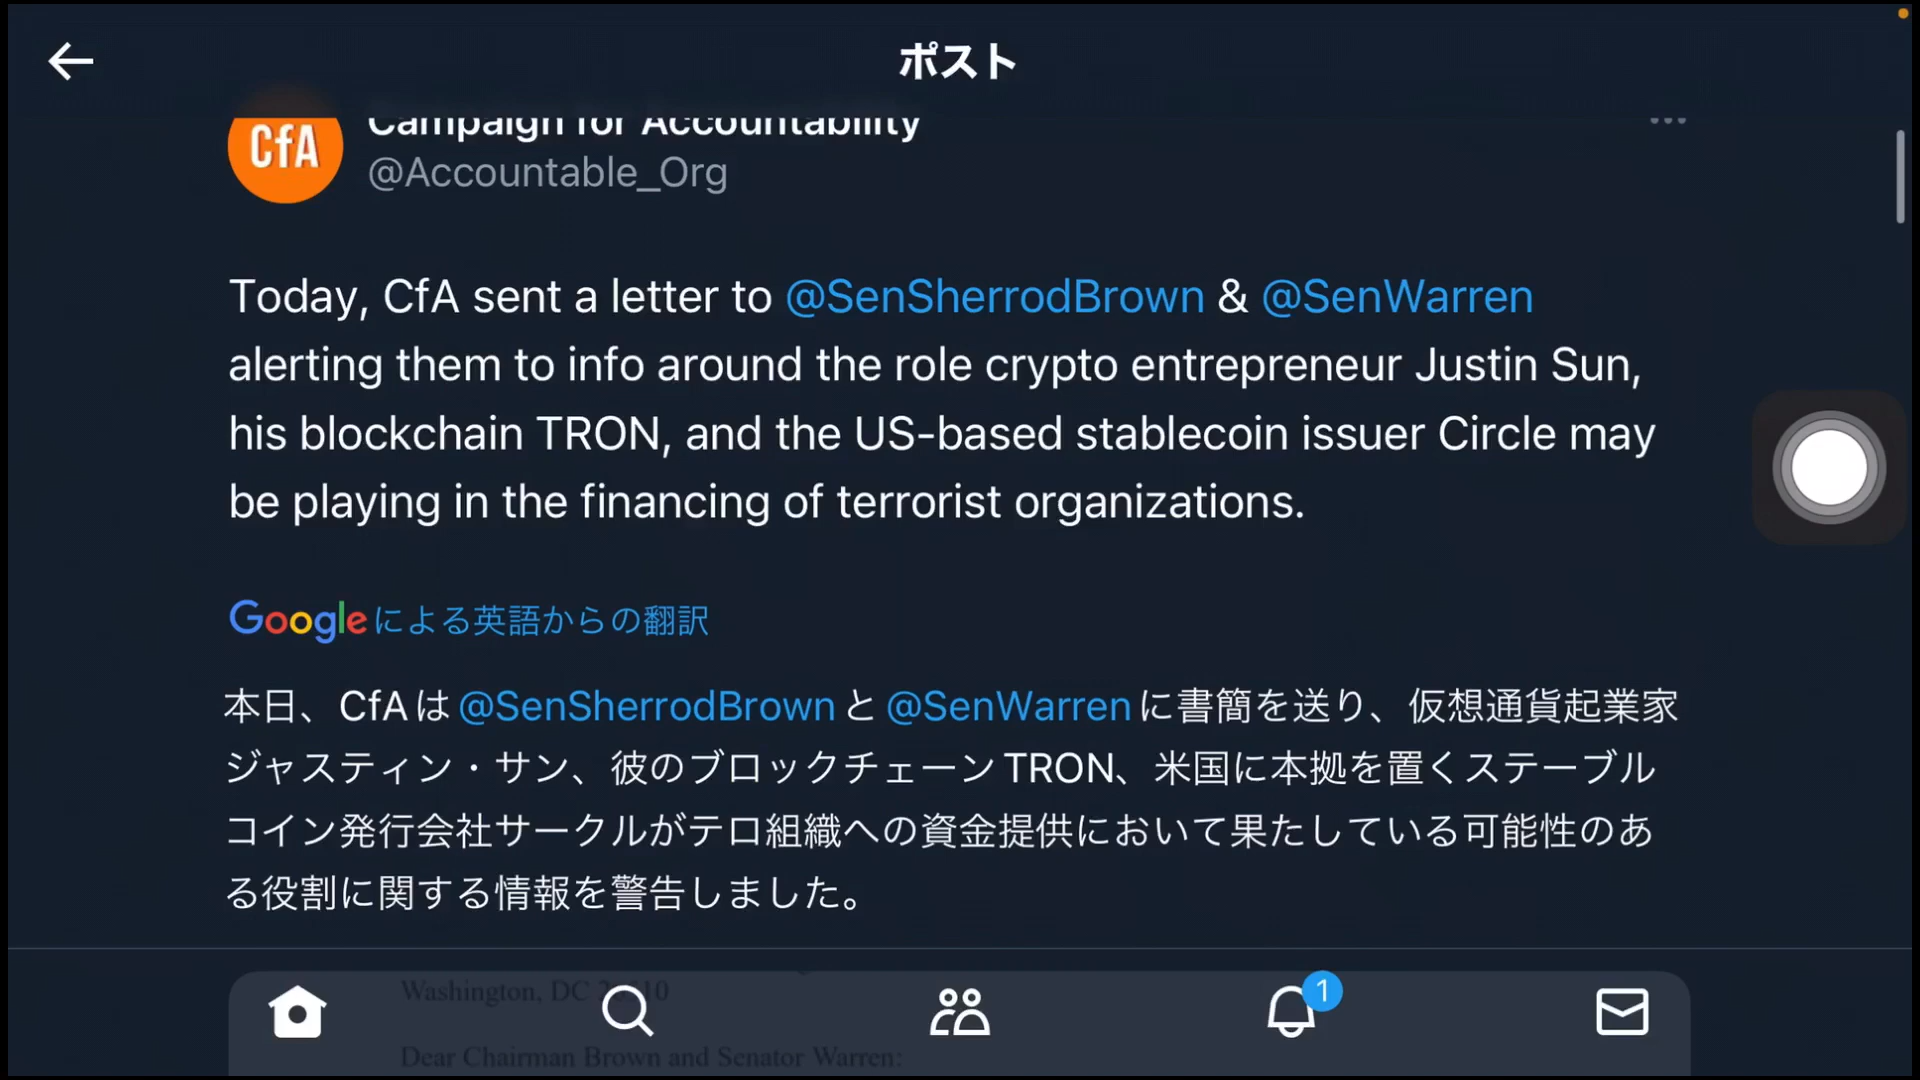 ポスト
CfA
Campaign for Accountability
@Accountable_Org
Today, CfA sent a letter to @SenSherrodBrown & @SenWarren
alerting them to info around the role crypto entrepreneur Justin Sun,
his blockchain TRON, and the US-based stablecoin issuer Circle may
be playing in the financing of terrorist organizations.
Googleによる英語からの翻訳
本日、CfAは@SenSherrodBrownと@SenWarrenに書簡を送り、仮想通貨起業家
ジャスティン・サン、彼のブロックチェーンTRON、米国に本拠を置くステーブル
コイン発行会社サークルがテロ組織への資金提供において果たしている可能性のあ
る役割に関する情報を警告しました。
1
Washington, DC 20510
Dear Chairman Brown and Senator Warren: